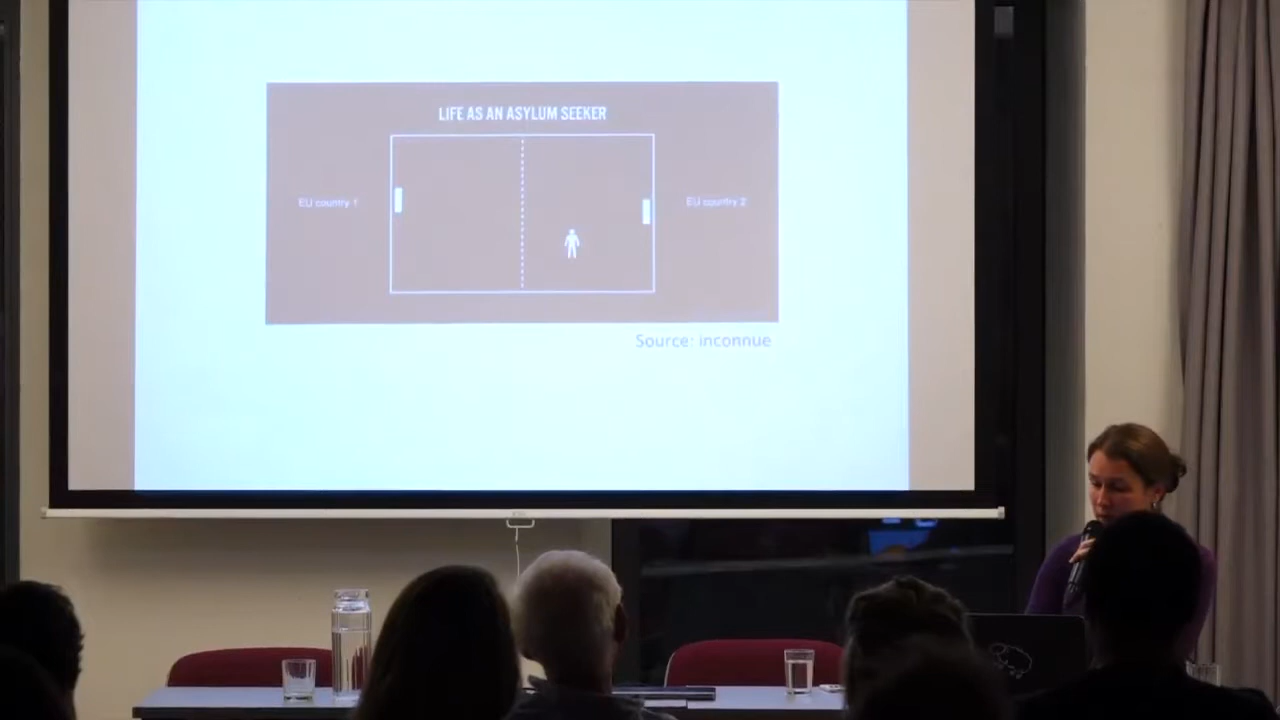 LIFE AS AN ASYLUM SEEKER
EU country 1
EU country 2
Source: inconnue